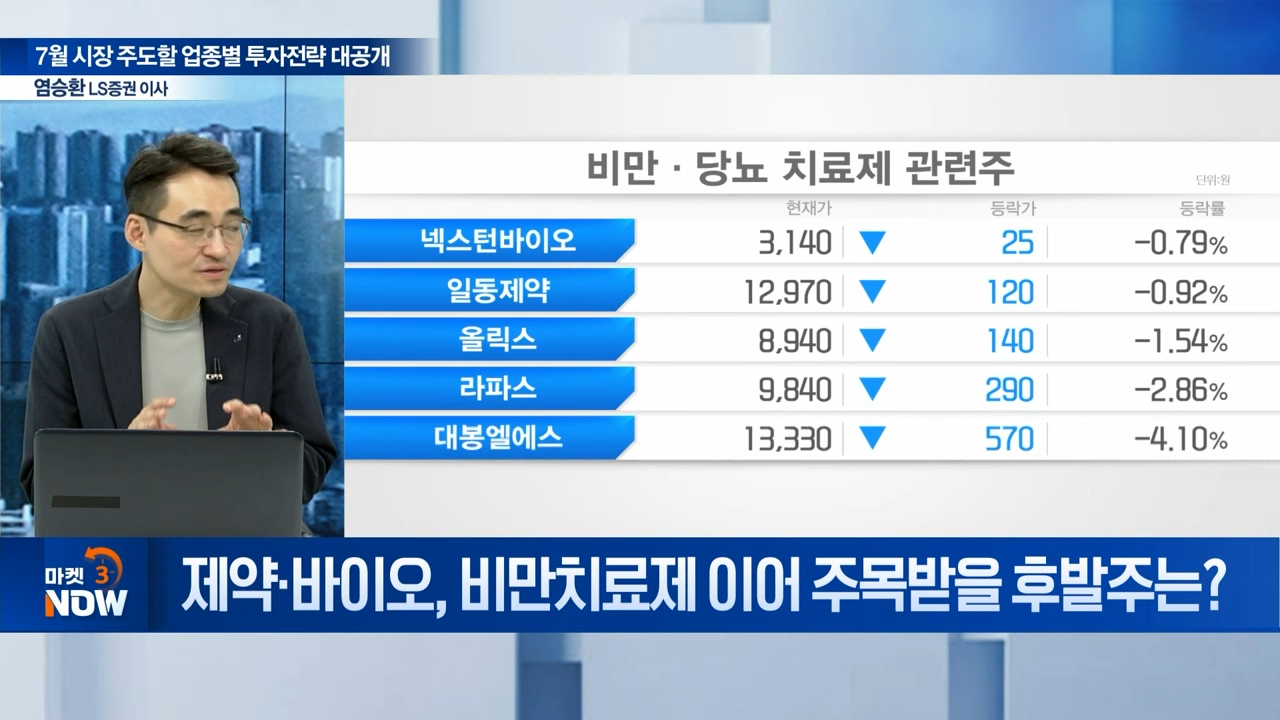 7월 시장 주도할 업종별 투자전략 대공개
염승환 LS증권 이사
비만 · 당뇨 치료제 관련주
단위:원
현재가 등락가 등락률
넥스턴바이오 3,140 ▼ 25 -0.79%
일동제약 12,970 ▼ 120 -0.92%
올릭스 8,940 ▼ 140 -1.54%
라파스 9,840 ▼ 290 -2.86%
대봉엘에스 13,330 ▼ 570 -4.10%
마켓 3
NOW
제약·바이오, 비만치료제 이어 주목받을 후발주는?